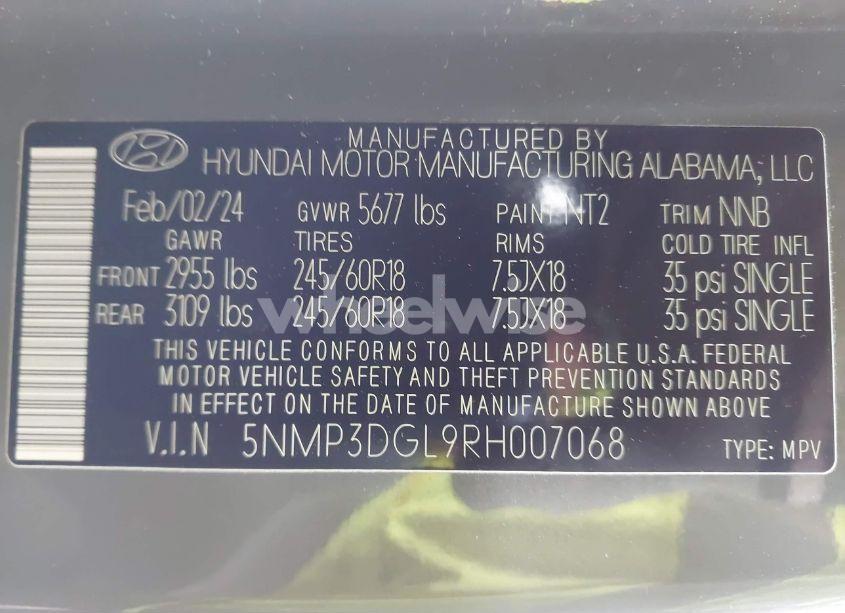 MANUFACTURED BY
HYUNDAI MOTOR MANUFACTURING ALABAMA, LLC
Feb/02/24 GVWR 5677 lbs PAINT NT2 TRIM NNB
GAWR TIRES RIMS COLD TIRE INFL
FRONT 2955 lbs 245/60R18 7.5JX18 35 psi SINGLE
REAR 3109 lbs 245/60R18 7.5JX18 35 psi SINGLE
wheelwise
THIS VEHICLE CONFORMS TO ALL APPLICABLE U.S.A. FEDERAL
MOTOR VEHICLE SAFETY AND THEFT PREVENTION STANDARDS
IN EFFECT ON THE DATE OF MANUFACTURE SHOWN ABOVE
V.I.N 5NMP3DGL9RH007068 TYPE: MPV